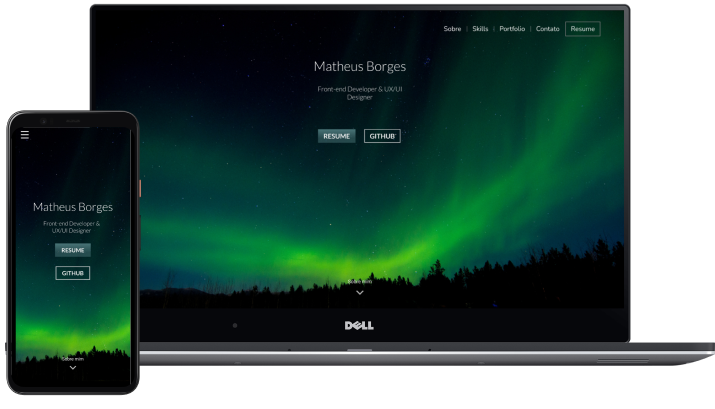 Sobre | Skills | Portfolio | Contato Resume
Matheus Borges
Front-end Developer & UX/UI
Designer
RESUME GITHUB
Sobre mim
DELL
Matheus Borges
Front-end Developer &
UX/UI Designer
RESUME
GITHUB
Sobre mim